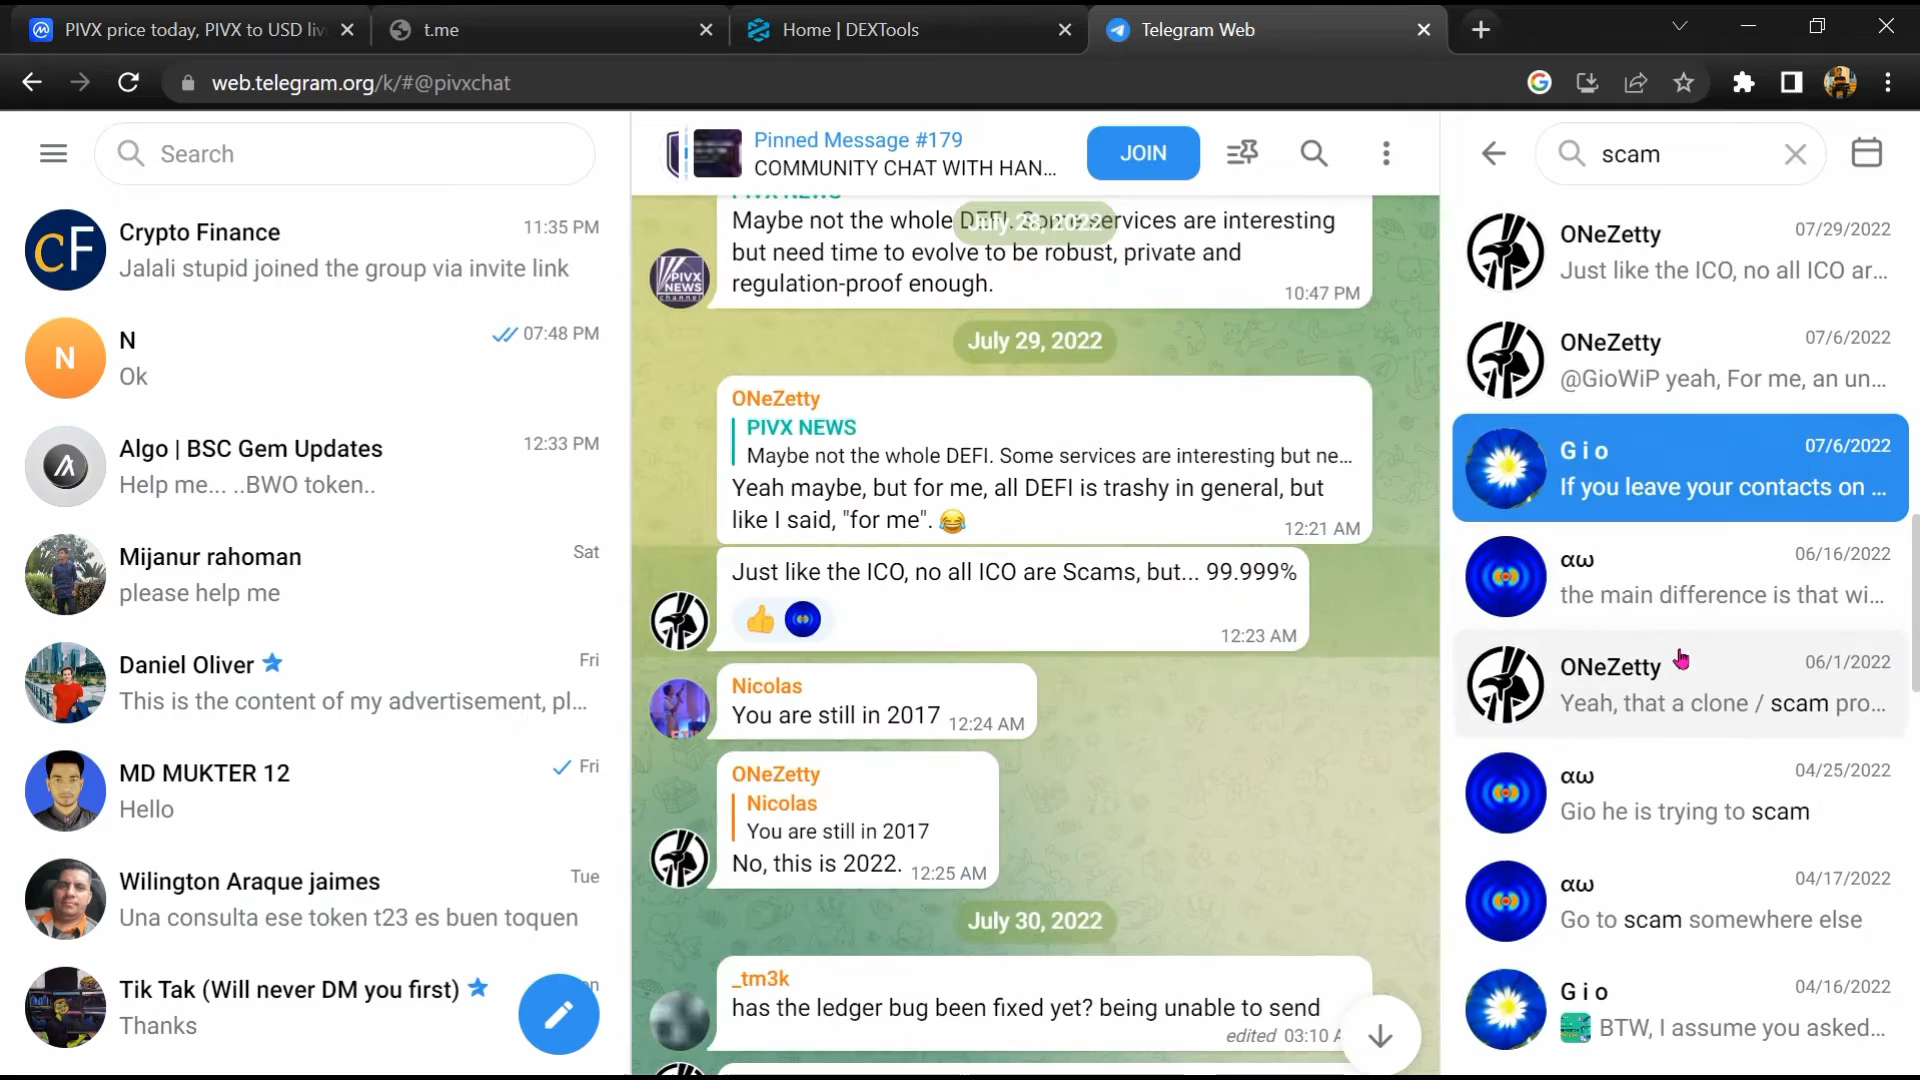 PIVX price today, PIVX to USD liv
t.me
Home | DEXTools
Telegram Web
web.telegram.org/k/#@pivxchat
Search
Crypto Finance
11:35 PM
Jalali stupid joined the group via invite link
N
07:48 PM
N
Ok
Algo | BSC Gem Updates
12:33 PM
Help me... ..BWO token..
Mijanur rahoman
Sat
please help me
Daniel Oliver
Fri
This is the content of my advertisement, pl...
MD MUKTER 12
Fri
Hello
Wilington Araque jaimes
Tue
Una consulta ese token t23 es buen toquen
Tik Tak (Will never DM you first)
Thanks
Pinned Message #179
COMMUNITY CHAT WITH HAN...
JOIN
PIVX NEWS
July 28, 2022
Maybe not the whole DEFI. Some services are interesting
but need time to evolve to be robust, private and
regulation-proof enough.
10:47 PM
PIVX
NEWS
channel
July 29, 2022
ONeZetty
PIVX NEWS
Maybe not the whole DEFI. Some services are interesting but ne...
Yeah maybe, but for me, all DEFI is trashy in general, but
like I said, "for me". 😂
12:21 AM
Just like the ICO, no all ICO are Scams, but... 99.999%
👍
12:23 AM
Nicolas
You are still in 2017
12:24 AM
ONeZetty
Nicolas
You are still in 2017
No, this is 2022.
12:25 AM
July 30, 2022
_tm3k
has the ledger bug been fixed yet? being unable to send
edited 03:10 A
scam
ONeZetty
07/29/2022
Just like the ICO, no all ICO ar...
ONeZetty
07/6/2022
@GioWiP yeah, For me, an un...
G i o
07/6/2022
If you leave your contacts on ...
αω
06/16/2022
the main difference is that wi...
ONeZetty
06/1/2022
Yeah, that a clone / scam pro...
αω
04/25/2022
Gio he is trying to scam
αω
04/17/2022
Go to scam somewhere else
G i o
04/16/2022
BTW, I assume you asked...